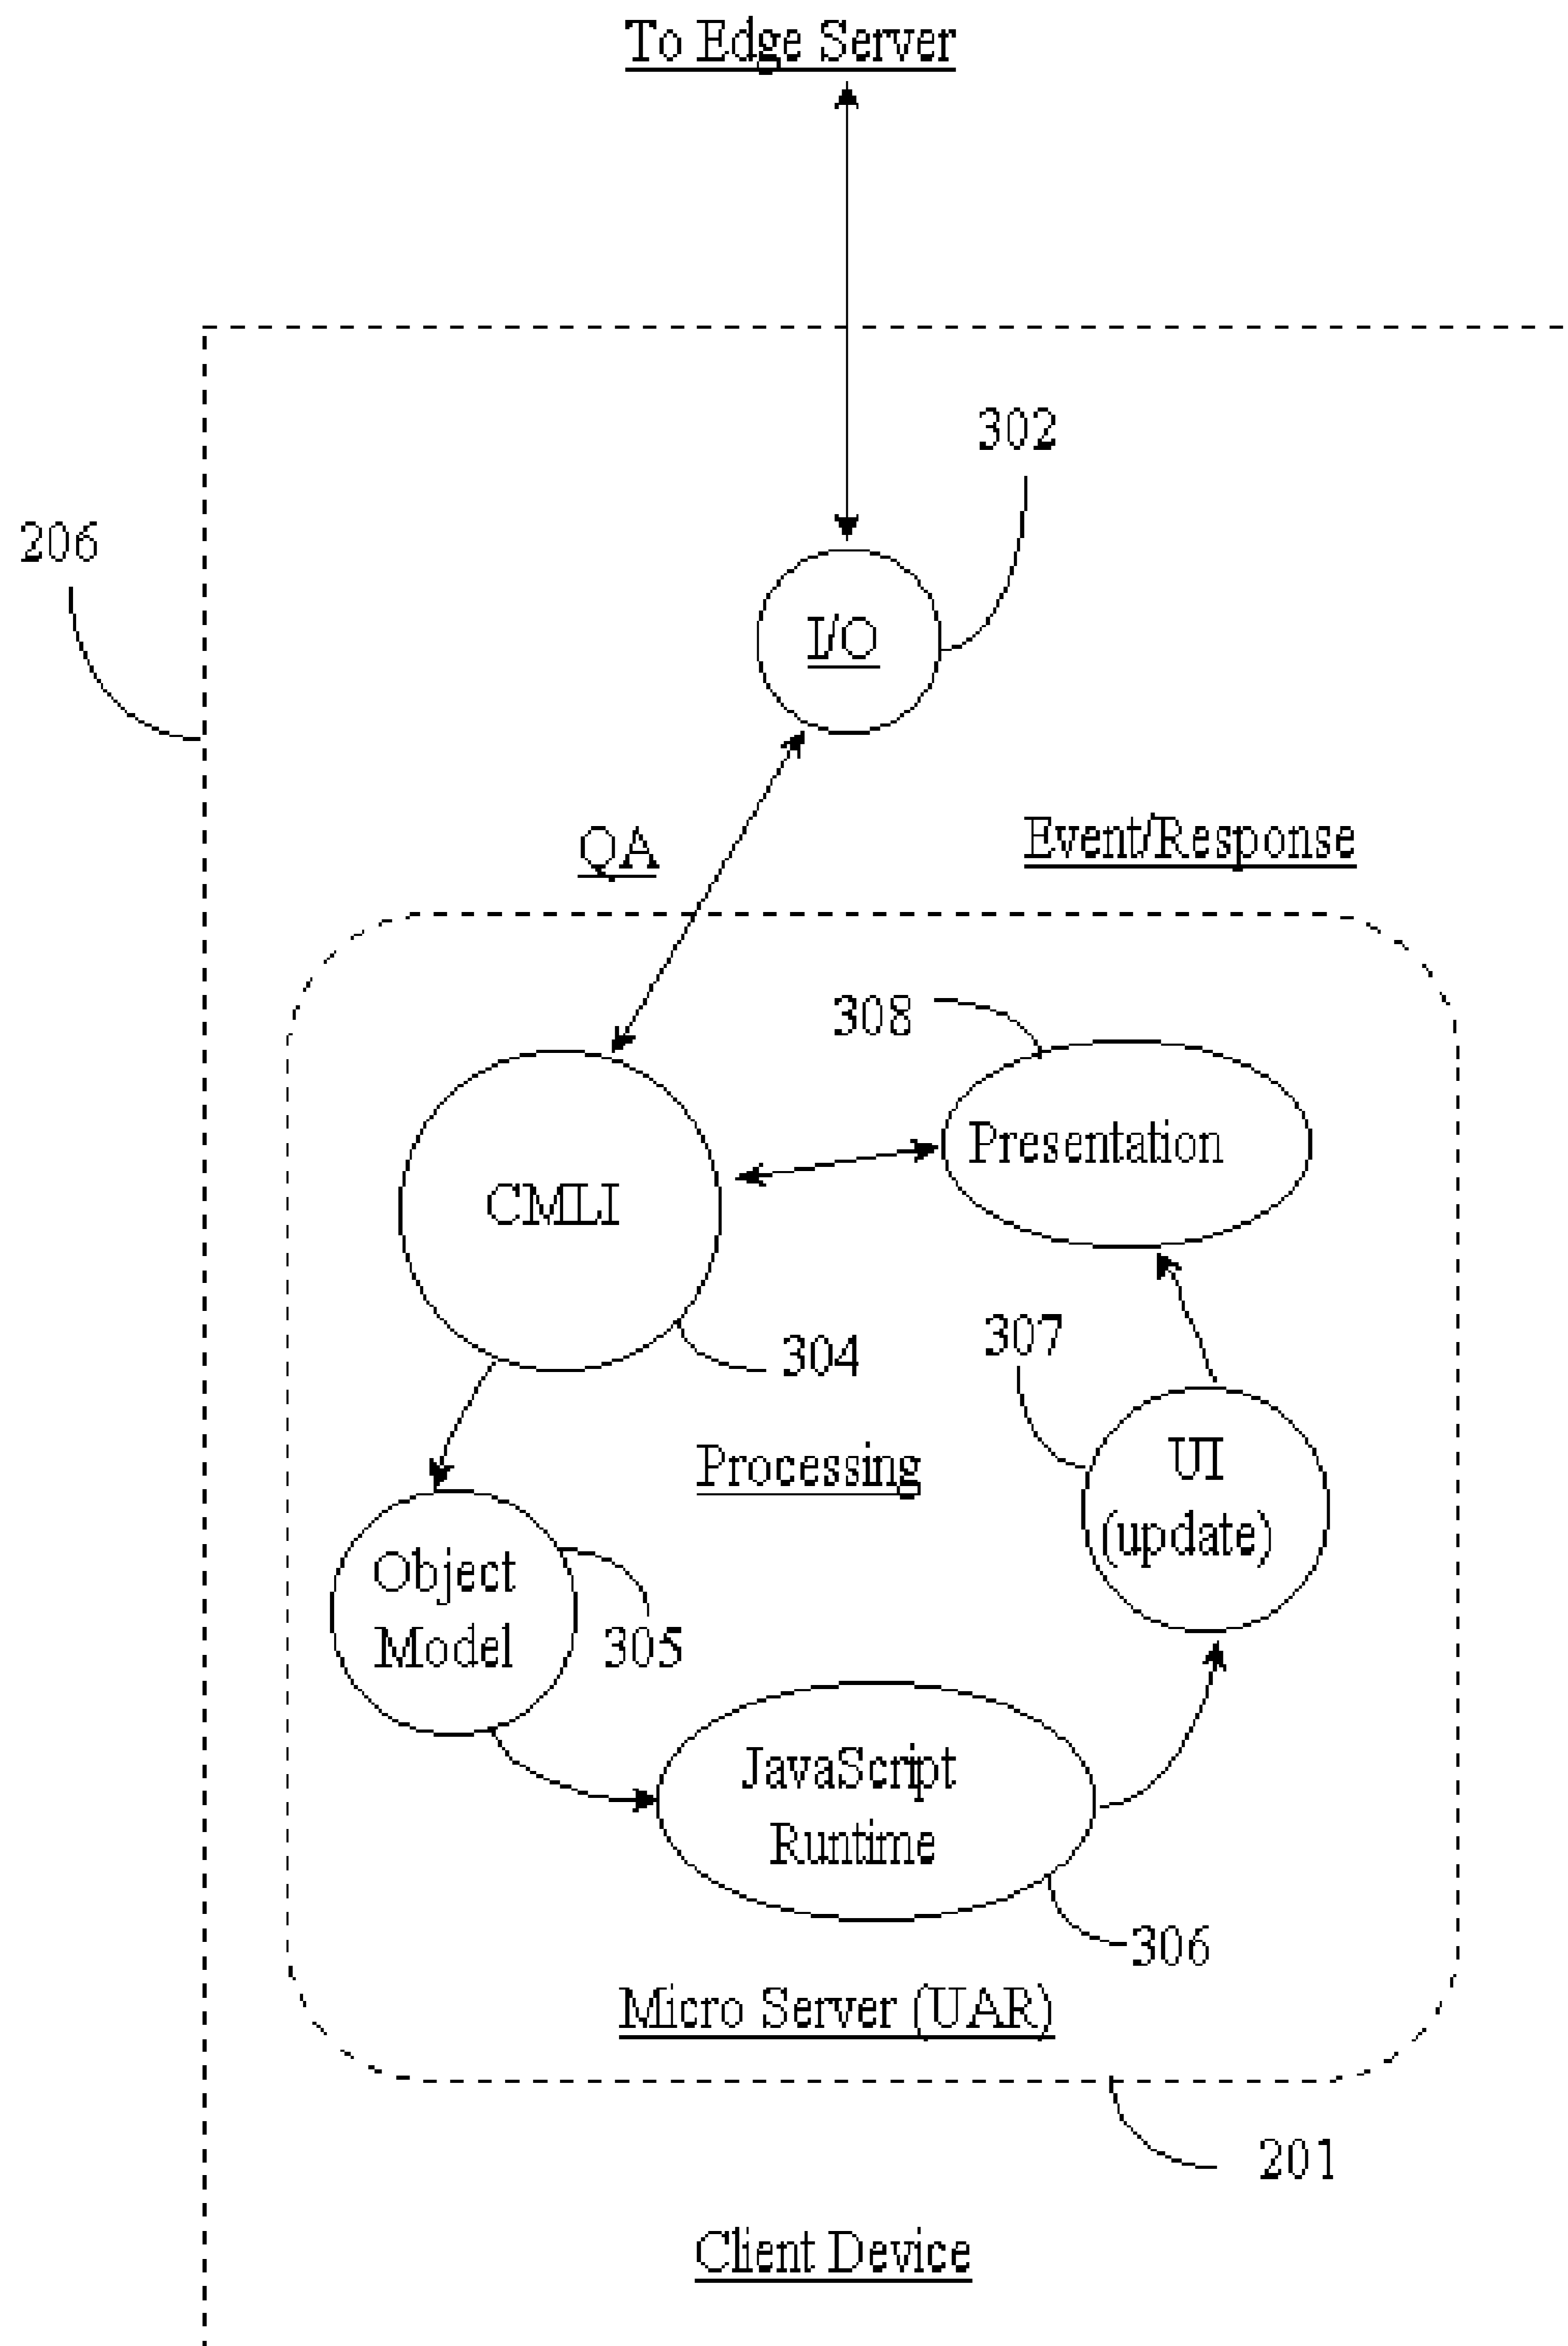 To Edge Server
302
206
I/O
QA
Event/Response
308
Presentation
CMLI
307
304
UI
(update)
Processing
Object
Model
305
JavaScript
Runtime
306
Micro Server (UAR)
201
Client Device